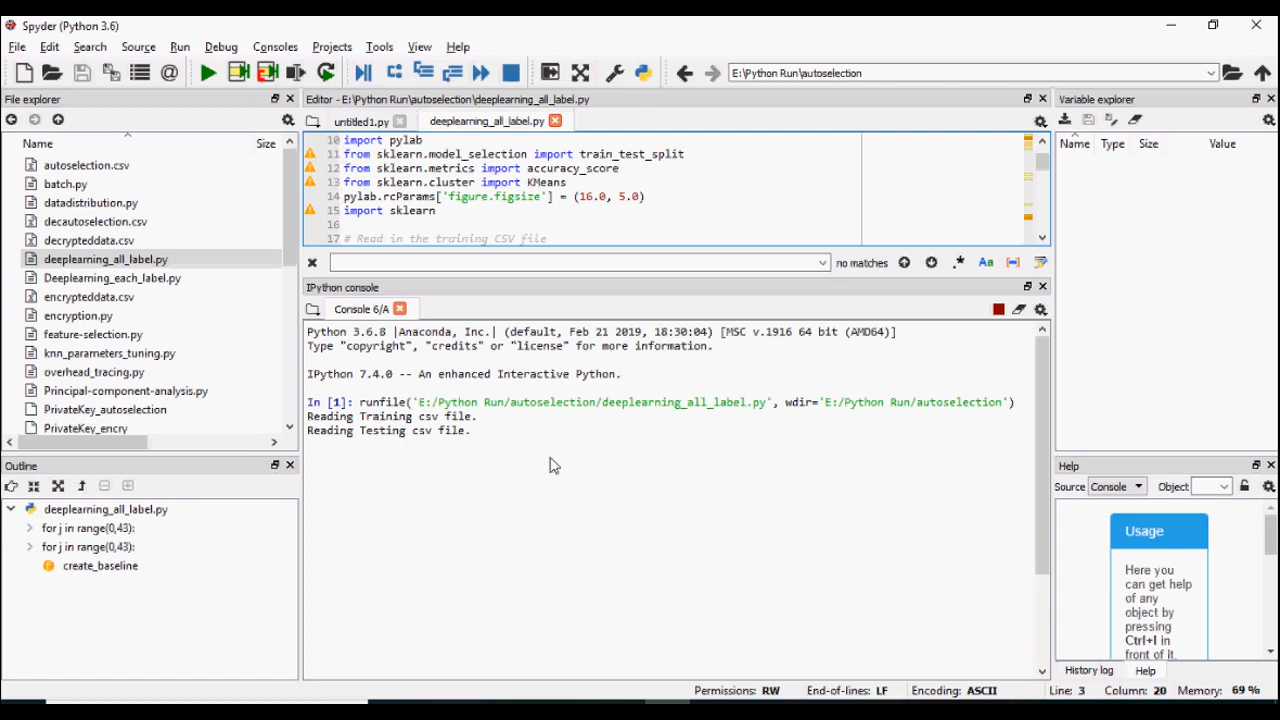 Spyder (Python 3.6)
File Edit Search Source Run Debug Consoles Projects Tools View Help
E:\Python Run\autoselection
File explorer
Name Size
autoselection.csv
batch.py
datadistribution.py
decautoselection.csv
decrypteddata.csv
deeplearning_all_label.py
Deeplearning_each_label.py
encrypteddata.csv
encryption.py
feature-selection.py
knn_parameters_tuning.py
overhead_tracing.py
Principal-component-analysis.py
PrivateKey_autoselection
PrivateKey_encry
Outline
deeplearning_all_label.py
for j in range(0,43):
for j in range(0,43):
create_baseline
Editor - E:\Python Run\autoselection\deeplearning_all_label.py
untitled1.py deeplearning_all_label.py
10 import pylab
11 from sklearn.model_selection import train_test_split
12 from sklearn.metrics import accuracy_score
13 from sklearn.cluster import KMeans
14 pylab.rcParams['figure.figsize'] = (16.0, 5.0)
15 import sklearn
16
17 # Read in the training CSV file
no matches .* Aa
IPython console
Console 6/A
Python 3.6.8 |Anaconda, Inc.| (default, Feb 21 2019, 18:30:04) [MSC v.1916 64 bit (AMD64)]
Type "copyright", "credits" or "license" for more information.
IPython 7.4.0 -- An enhanced Interactive Python.
In [1]: runfile('E:/Python Run/autoselection/deeplearning_all_label.py', wdir='E:/Python Run/autoselection')
Reading Training csv file.
Reading Testing csv file.
Variable explorer
Name Type Size Value
Help
Source Console Object
Usage
Here you
can get help
of any
object by
pressing
Ctrl+I in
front of it,
History log Help
Permissions: RW End-of-lines: LF Encoding: ASCII Line: 3 Column: 20 Memory: 69 %